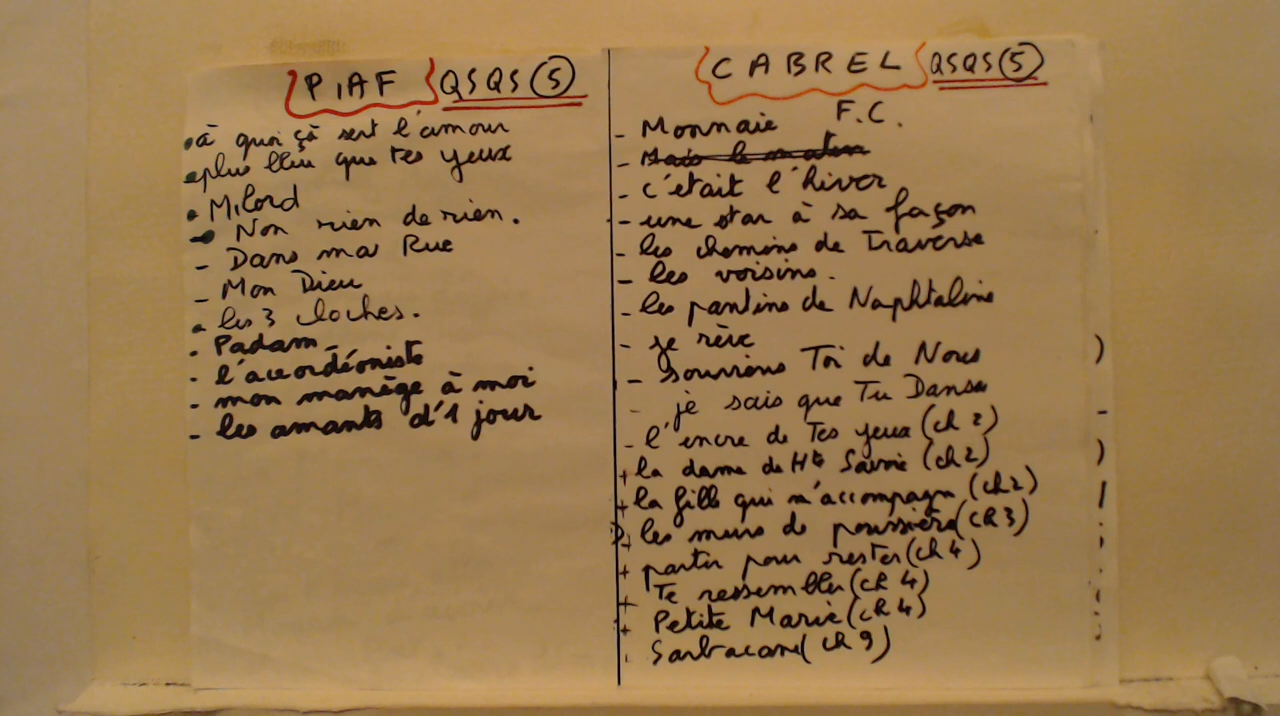 PIAF QSQS (5)
• à quoi çà sert l'amour
• plus bleu que tes yeux
• Milord
• Non rien de rien.
- Dans ma Rue
- Mon Dieu
• les 3 cloches.
• Padam
- l'accordéoniste
- mon manège à moi
- les amants d'1 jour
CABREL QSQS (5)
F.C.
- Monnaie
- Mais le matin
- c'était l'hiver
- une star à sa façon
- les chemins de Traverse
- les voisins.
- les pantins de Naphtaline
- je rêve
- souviens Toi de Nous
- je sais que Tu Danses
- l'encre de Tes yeux (ch 2)
+ la dame de Hte Savoie (ch 2)
+ la fille qui m'accompagne (ch 2)
+ les murs de poussière (ch 3)
+ partir pour rester (ch 4)
+ Te ressembler (ch 4)
+ Petite Marie (ch 4)
Sarbacane (ch 9)